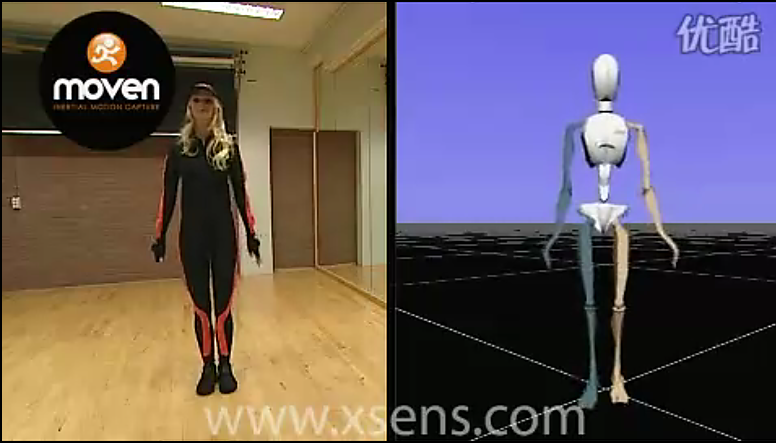 moven
INERTIAL MOTION CAPTURE
优酷
www.xsens.com